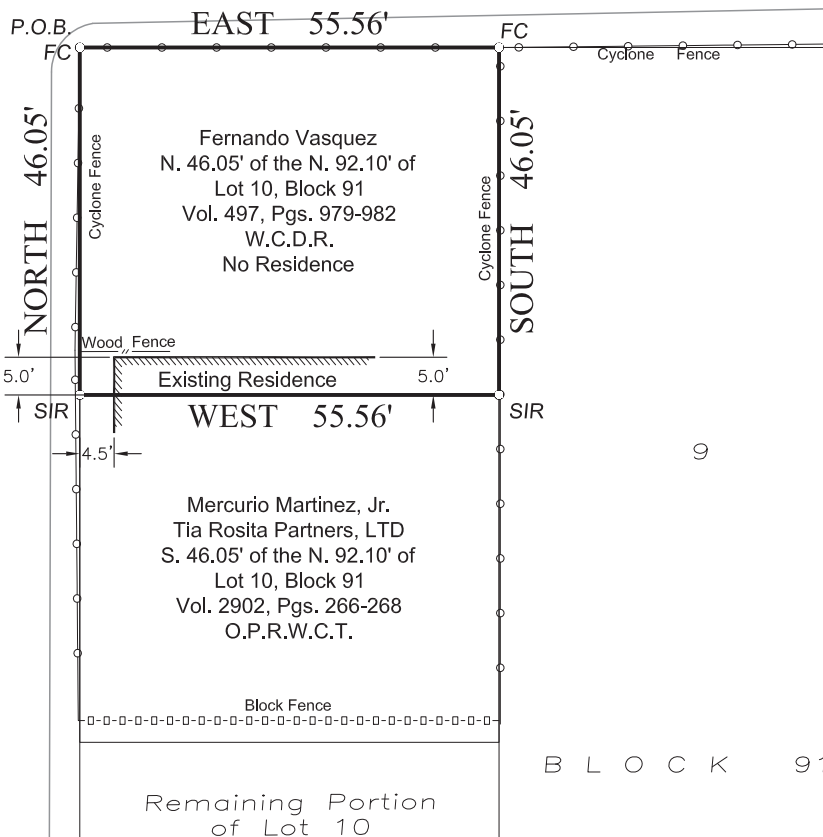 P.O.B.
EAST 55.56'
FC
FC
Cyclone Fence
NORTH 46.05'
Cyclone Fence
Fernando Vasquez
N. 46.05' of the N. 92.10' of
Lot 10, Block 91
Vol. 497, Pgs. 979-982
W.C.D.R.
No Residence
Cyclone Fence
SOUTH 46.05'
Wood // Fence
5.0'
Existing Residence
5.0'
SIR
WEST 55.56'
SIR
4.5'
9
Mercurio Martinez, Jr.
Tia Rosita Partners, LTD
S. 46.05' of the N. 92.10' of
Lot 10, Block 91
Vol. 2902, Pgs. 266-268
O.P.R.W.C.T.
Block Fence
BLOCK 91
Remaining Portion
of Lot 10